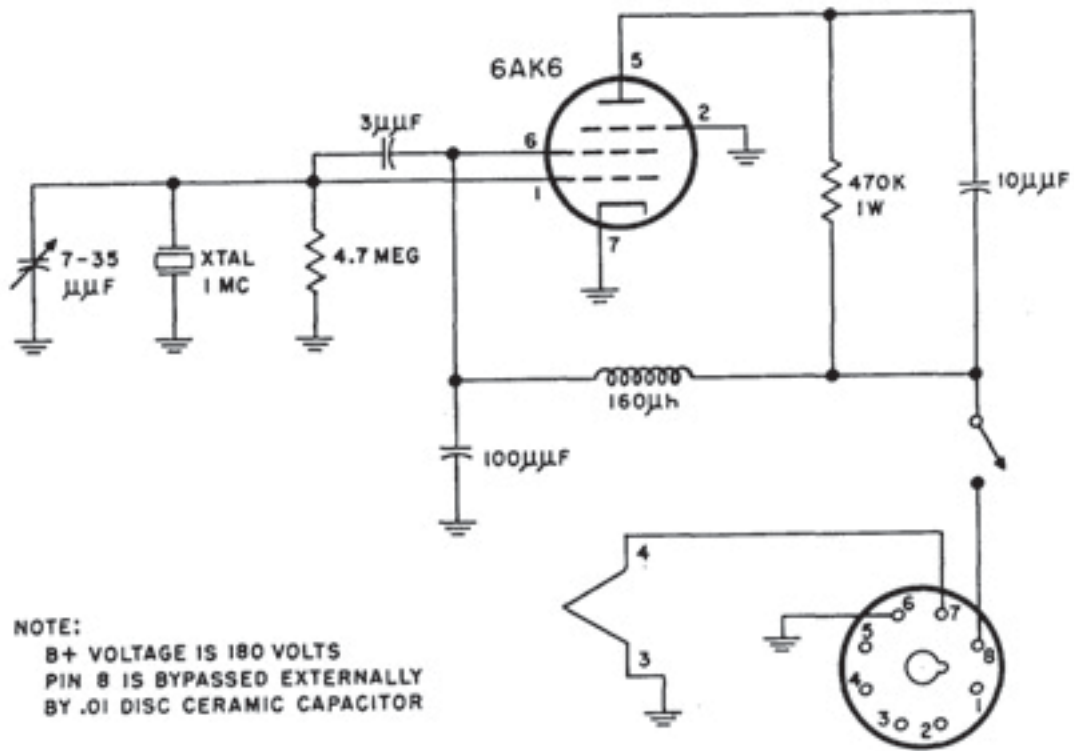 5
6AK6
2
3µµF
6
1
470K
1W
10µµF
7
7-35
µµF
XTAL
1 MC
4.7 MEG
160µh
100µµF
4
3
6
7
5
8
4
1
3
2
NOTE:
B+ VOLTAGE IS 180 VOLTS
PIN 8 IS BYPASSED EXTERNALLY
BY .01 DISC CERAMIC CAPACITOR